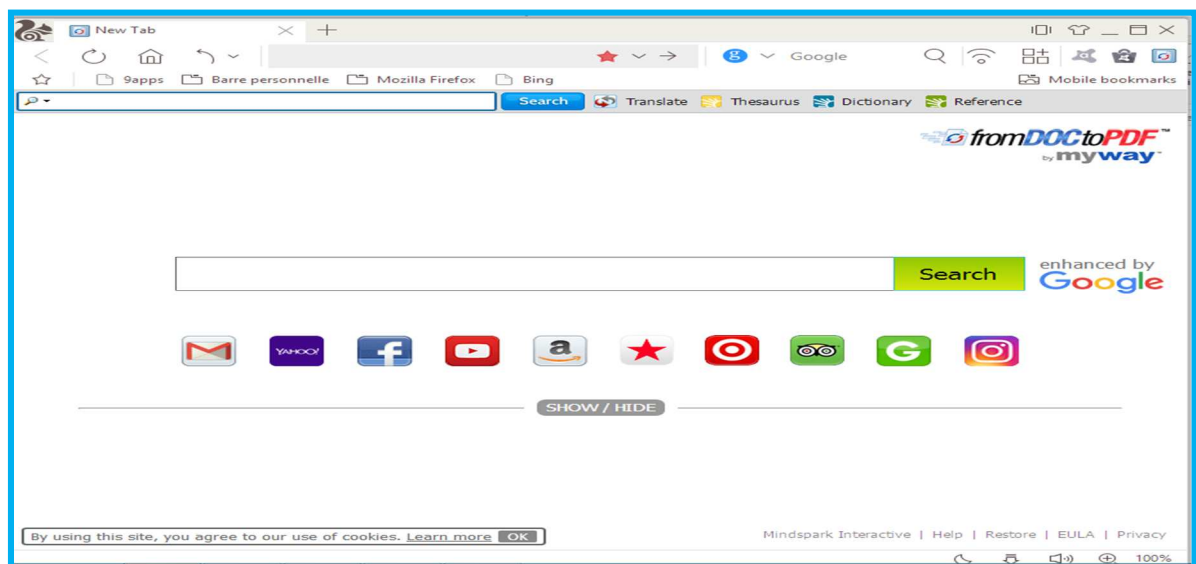 New Tab
Google
9apps Barre personnelle Mozilla Firefox Bing Mobile bookmarks
Search Translate Thesaurus Dictionary Reference
fromDOCtoPDF™
by myway
Search enhanced by
Google
YAHOO!
SHOW / HIDE
By using this site, you agree to our use of cookies. Learn more OK
Mindspark Interactive | Help | Restore | EULA | Privacy
100%